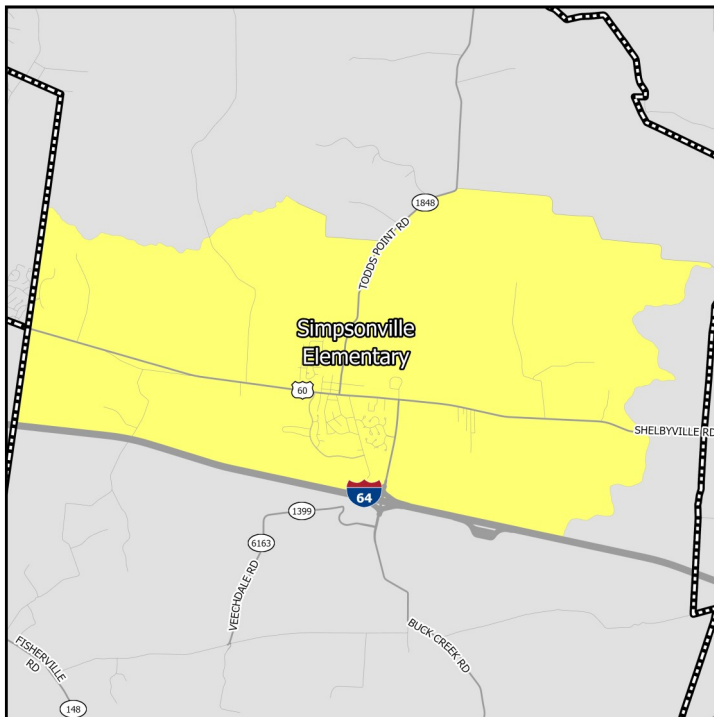 1848
TODDS POINT RD
Simpsonville
Elementary
60
SHELBYVILLE RD
64
1399
6163
VEECHDALE RD
BUCK CREEK RD
FISHERVILLE
RD
148